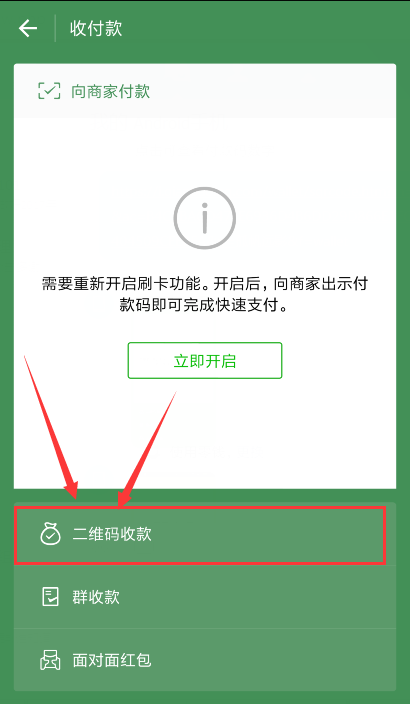 收付款
向商家付款
需要重新开启刷卡功能。开启后，向商家出示付
款码即可完成快速支付。
立即开启
二维码收款
群收款
面对面红包